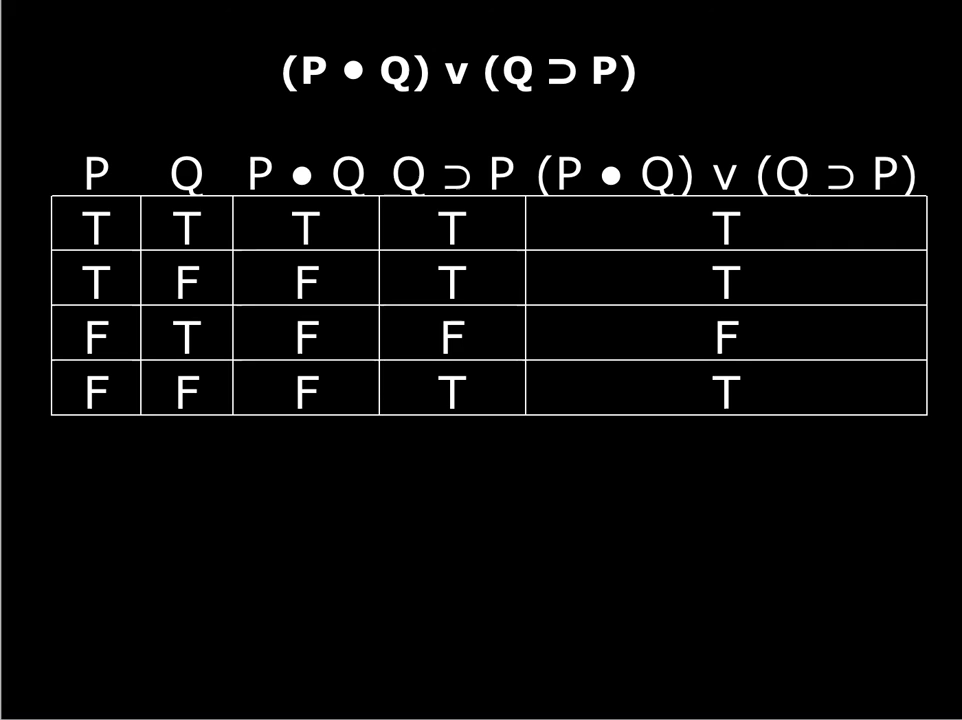 (P • Q) v (Q ⊃ P)
P Q P • Q Q ⊃ P (P • Q) v (Q ⊃ P)
T T T T T
T F F T T
F T F F F
F F F T T